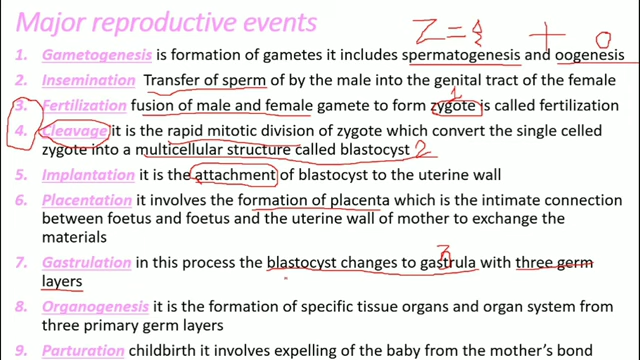 Major reproductive events
Z = + O
1. Gametogenesis is formation of gametes it includes spermatogenesis and oogenesis
2. Insemination Transfer of sperm of by the male into the genital tract of the female
1
3. Fertilization fusion of male and female gamete to form zygote is called fertilization
4. Cleavage it is the rapid mitotic division of zygote which convert the single celled
zygote into a multicellular structure called blastocyst 2
5. Implantation it is the attachment of blastocyst to the uterine wall
6. Placentation it involves the formation of placenta which is the intimate connection
between foetus and foetus and the uterine wall of mother to exchange the
materials
3
7. Gastrulation in this process the blastocyst changes to gastrula with three germ
layers
8. Organogenesis it is the formation of specific tissue organs and organ system from
three primary germ layers
9. Parturation childbirth it involves expelling of the baby from the mother's bond